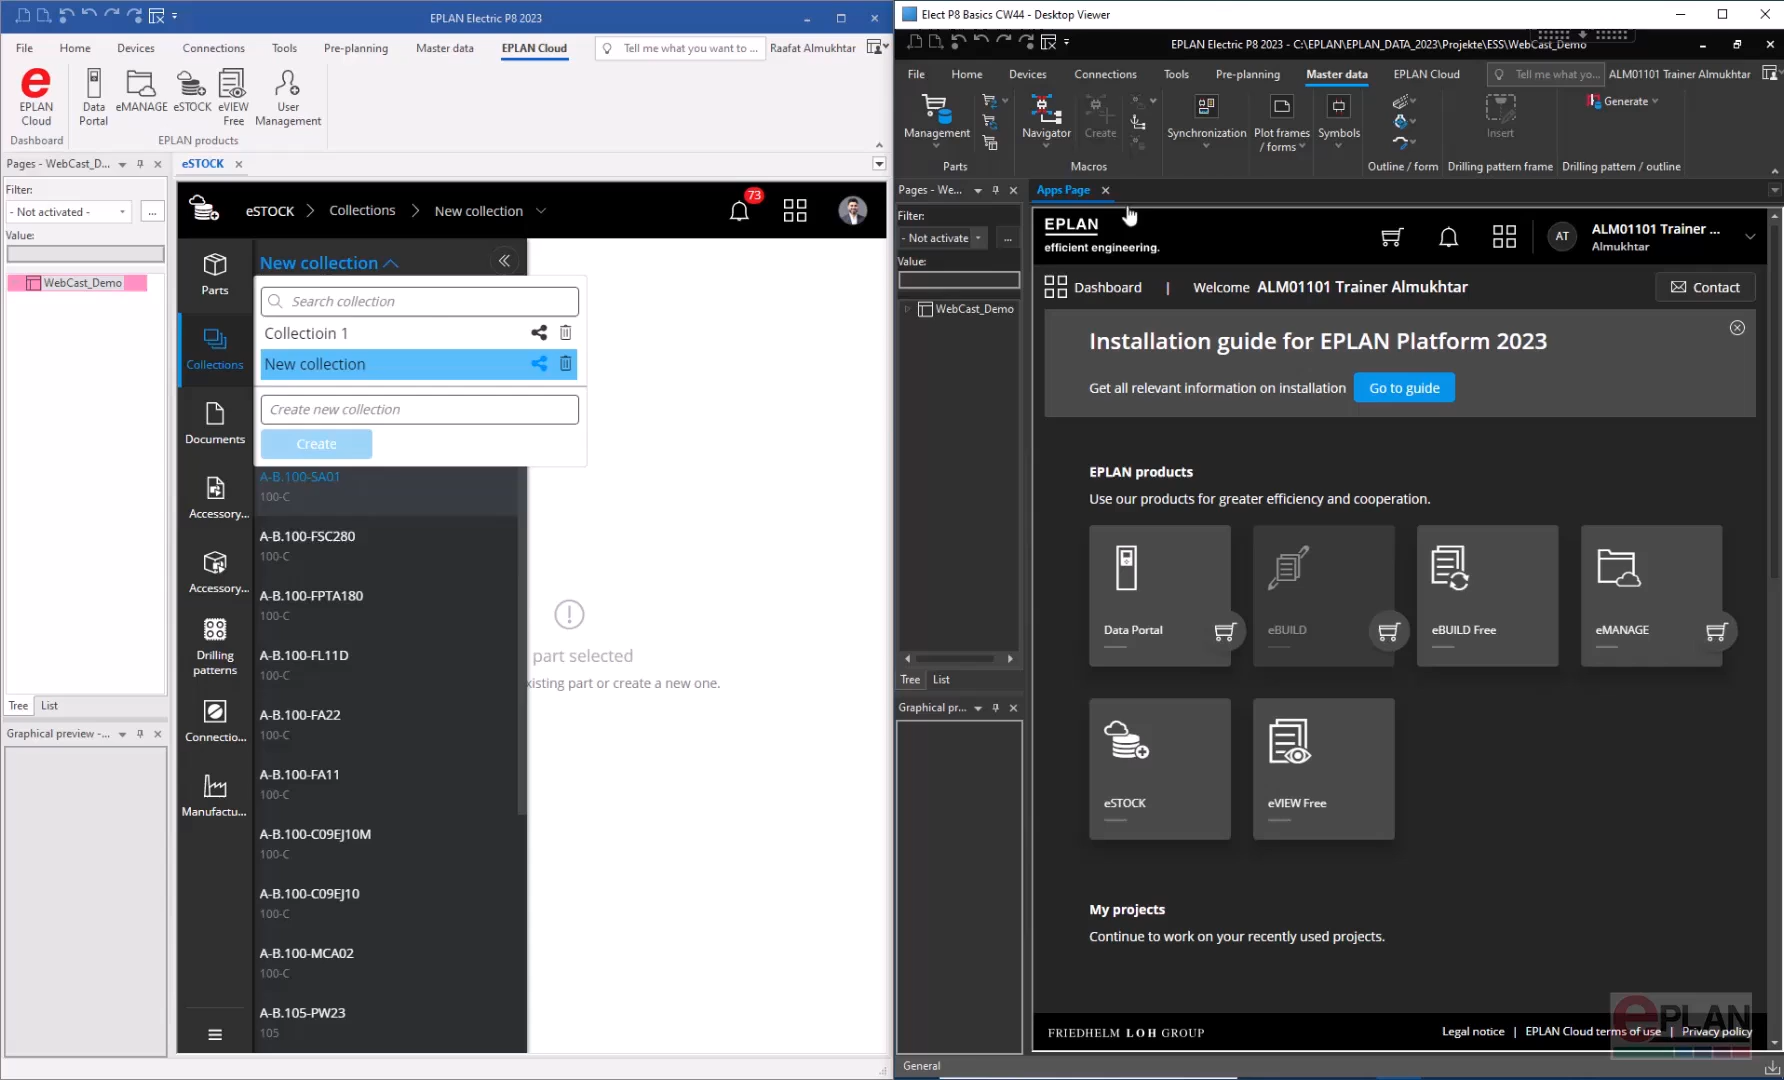 EPLAN Electric P8 2023
File Home Devices Connections Tools Pre-planning Master data EPLAN Cloud Tell me what you want to ... Raafat Almukhtar
EPLAN Cloud
Data Portal
eMANAGE
eSTOCK
eVIEW Free
User Management
Dashboard
EPLAN products
Pages - WebCast_D...
eSTOCK
Filter:
- Not activated -
...
Value:
WebCast_Demo
Tree List
Graphical preview -...
eSTOCK Collections New collection
73
Parts
Collections
Documents
Accessory...
Accessory...
Drilling patterns
Connectio...
Manufactu...
New collection
Search collection
Collectioin 1
New collection
Create new collection
Create
A-B.100-SA01
100-C
A-B.100-FSC280
100-C
A-B.100-FPTA180
100-C
A-B.100-FL11D
100-C
A-B.100-FA22
100-C
A-B.100-FA11
100-C
A-B.100-C09EJ10M
100-C
A-B.100-C09EJ10
100-C
A-B.100-MCA02
100-C
A-B.105-PW23
105
part selected
xisting part or create a new one.
Elect P8 Basics CW44 - Desktop Viewer
EPLAN Electric P8 2023 - C:\EPLAN\EPLAN_DATA_2023\Projekte\ESS\WebCast_Demo
File Home Devices Connections Tools Pre-planning Master data EPLAN Cloud Tell me what yo... ALM01101 Trainer Almukhtar
Management
Navigator
Create
Synchronization
Plot frames / forms
Symbols
Insert
Generate
Parts
Macros
Outline / form
Drilling pattern frame
Drilling pattern / outline
Pages - We...
Apps Page
Filter:
- Not activate
...
Value:
WebCast_Demo
Tree List
Graphical pr...
General
EPLAN
efficient engineering.
AT
ALM01101 Trainer ...
Almukhtar
Dashboard | Welcome ALM01101 Trainer Almukhtar
Contact
Installation guide for EPLAN Platform 2023
Get all relevant information on installation
Go to guide
EPLAN products
Use our products for greater efficiency and cooperation.
Data Portal
eBUILD
eBUILD Free
eMANAGE
eSTOCK
eVIEW Free
My projects
Continue to work on your recently used projects.
FRIEDHELM LOH GROUP
Legal notice | EPLAN Cloud terms of use | Privacy policy
ePLAN